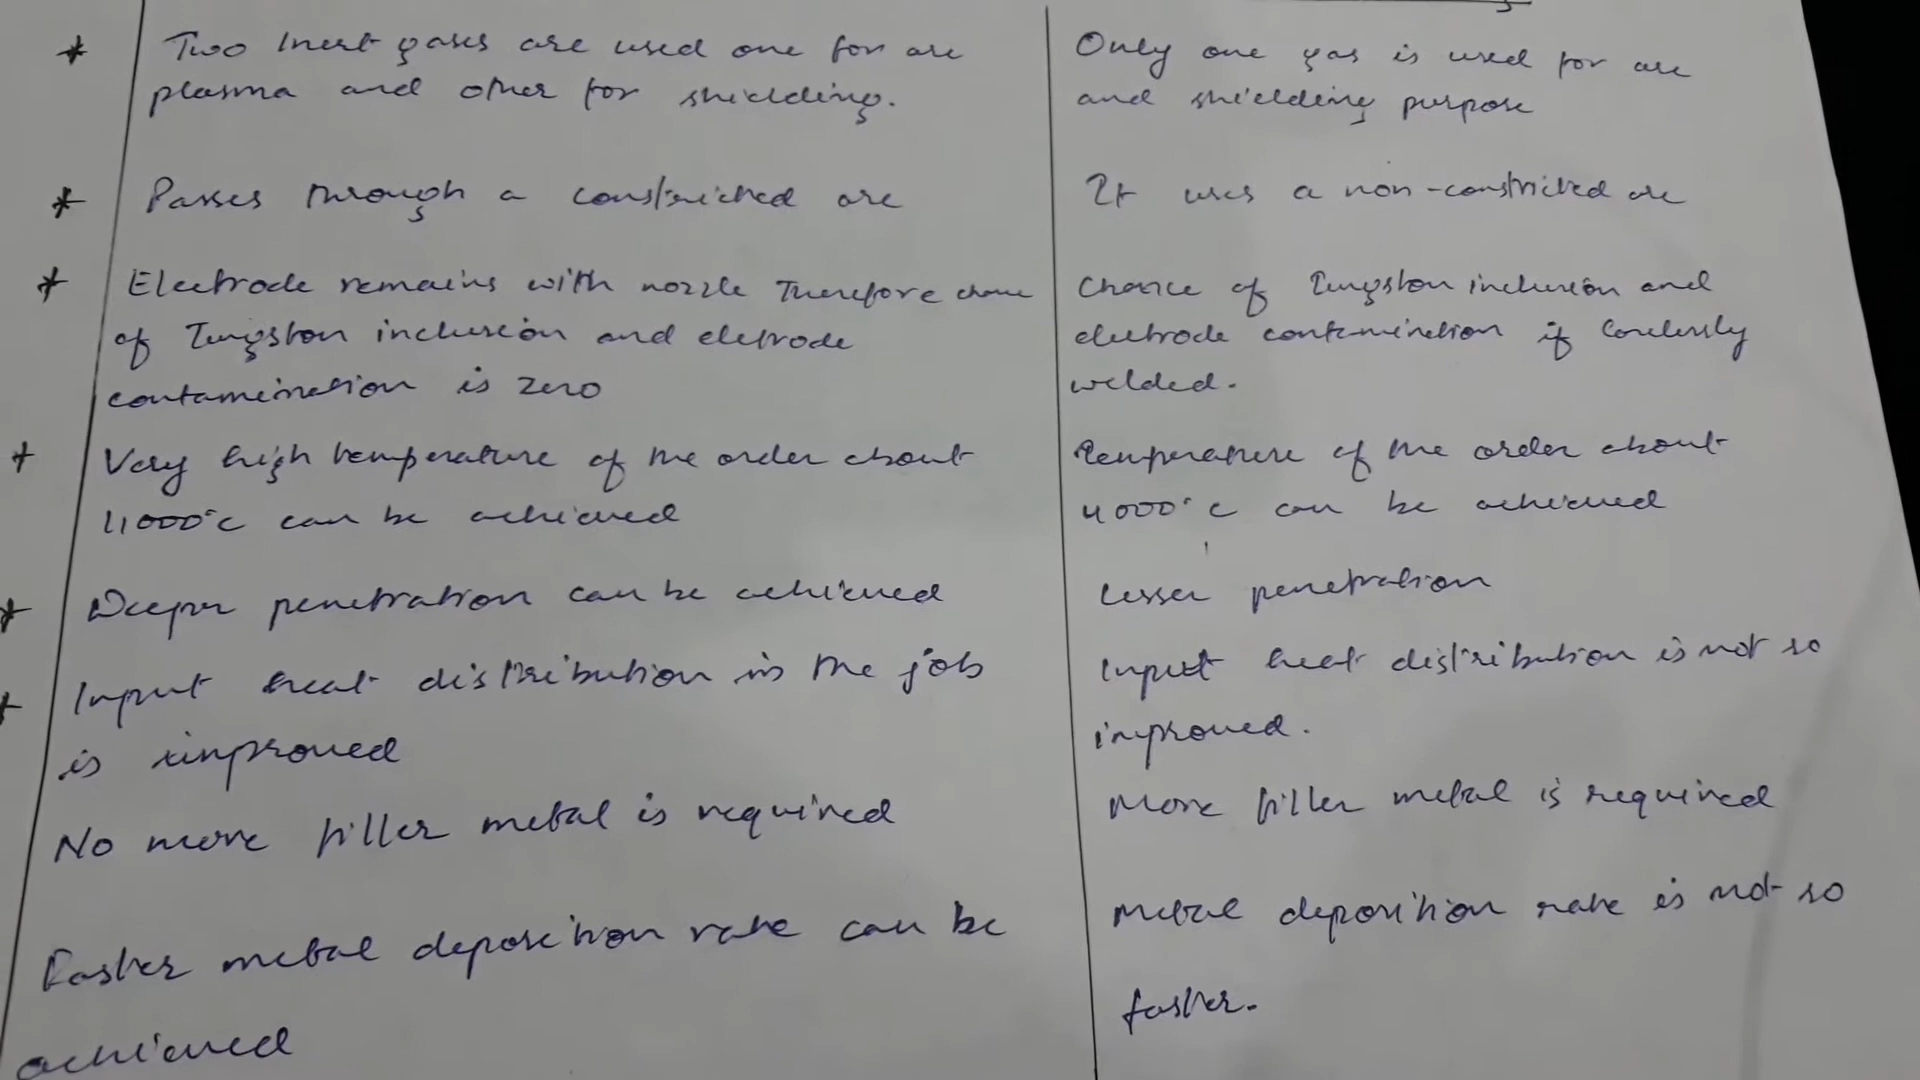 * Two Inert gases are used one for arc
plasma and other for shielding.
* Passes through a constricted arc
* Electrode remains with nozzle Therefore chance
of Tungston inclusion and eletrode
contamination is zero
* Very high temperature of the order about
11000°c can be achieved
* Deeper penetration can be achieved
* Input heat distribution in the job
is improved
No more filler metal is required
Faster metal deposition rate can be
achieved
Only one gas is used for arc
and shielding purpose
It uses a non-constricted arc
Chance of Tungston inclusion and
electrode contamination if Carelessly
welded.
Temperature of the order about
4000°c can be achieved
Lesser penetration
Input heat distribution is not so
improved.
More filler metal is required
Metal deposition rate is not so
faster.